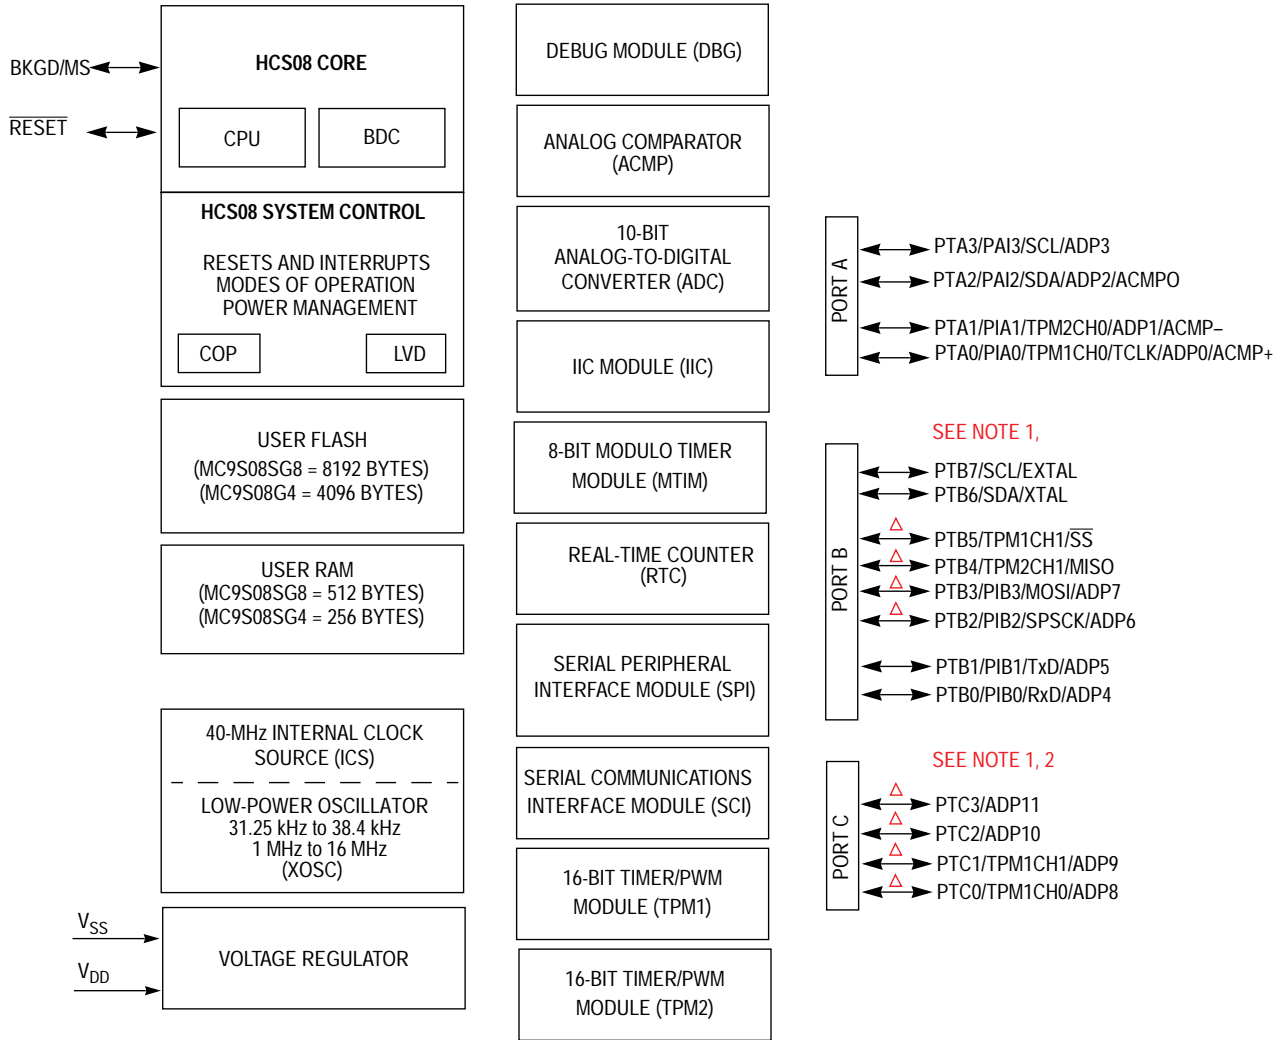 BKGD/MS
RESET
HCS08 CORE
CPU
BDC
HCS08 SYSTEM CONTROL
RESETS AND INTERRUPTS
MODES OF OPERATION
POWER MANAGEMENT
COP
LVD
USER FLASH
(MC9S08SG8 = 8192 BYTES)
(MC9S08G4 = 4096 BYTES)
USER RAM
(MC9S08SG8 = 512 BYTES)
(MC9S08SG4 = 256 BYTES)
40-MHz INTERNAL CLOCK
SOURCE (ICS)
LOW-POWER OSCILLATOR
31.25 kHz to 38.4 kHz
1 MHz to 16 MHz
(XOSC)
VSS
VDD
VOLTAGE REGULATOR
DEBUG MODULE (DBG)
ANALOG COMPARATOR
(ACMP)
10-BIT
ANALOG-TO-DIGITAL
CONVERTER (ADC)
IIC MODULE (IIC)
8-BIT MODULO TIMER
MODULE (MTIM)
REAL-TIME COUNTER
(RTC)
SERIAL PERIPHERAL
INTERFACE MODULE (SPI)
SERIAL COMMUNICATIONS
INTERFACE MODULE (SCI)
16-BIT TIMER/PWM
MODULE (TPM1)
16-BIT TIMER/PWM
MODULE (TPM2)
PORT A
PTA3/PAI3/SCL/ADP3
PTA2/PAI2/SDA/ADP2/ACMPO
PTA1/PIA1/TPM2CH0/ADP1/ACMP–
PTA0/PIA0/TPM1CH0/TCLK/ADP0/ACMP+
SEE NOTE 1,
PORT B
PTB7/SCL/EXTAL
PTB6/SDA/XTAL
PTB5/TPM1CH1/SS
PTB4/TPM2CH1/MISO
PTB3/PIB3/MOSI/ADP7
PTB2/PIB2/SPSCK/ADP6
PTB1/PIB1/TxD/ADP5
PTB0/PIB0/RxD/ADP4
SEE NOTE 1, 2
PORT C
PTC3/ADP11
PTC2/ADP10
PTC1/TPM1CH1/ADP9
PTC0/TPM1CH0/ADP8